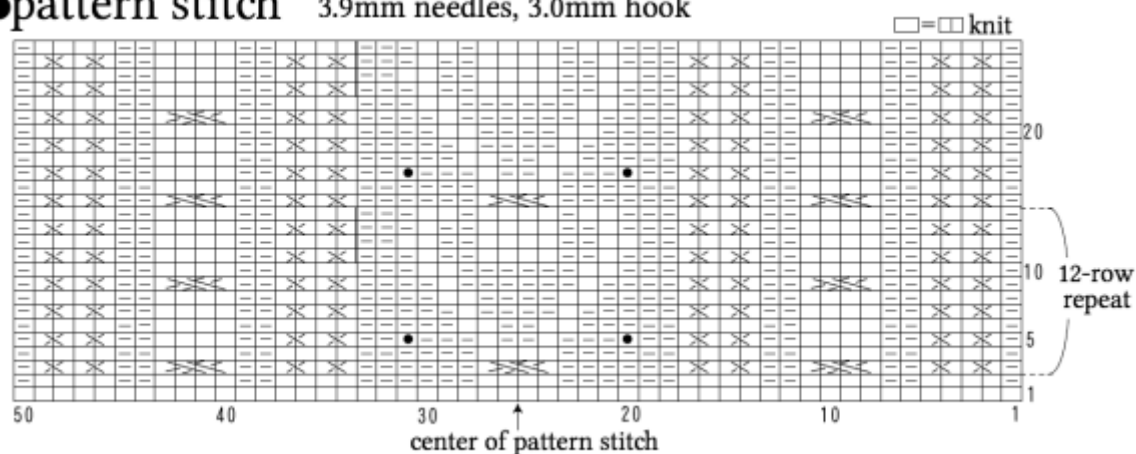 ●pattern stitch 3.9mm needles, 3.0mm hook
= knit
20
10
12-row
repeat
5
1
50 40 30 20 10 1
center of pattern stitch